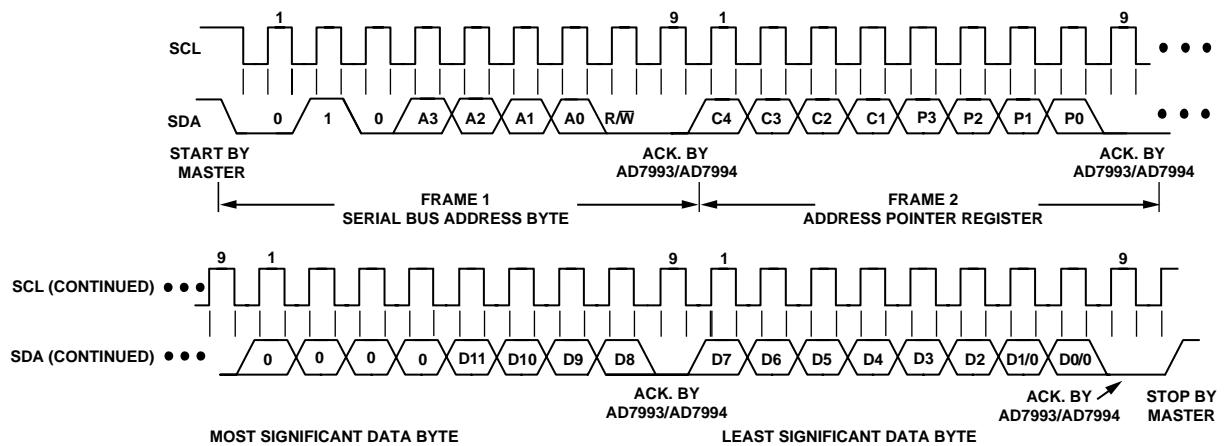 1 9 1 9
SCL
SDA 0 1 0 A3 A2 A1 A0 R/W̅ C4 C3 C2 C1 P3 P2 P1 P0
START BY MASTER
ACK. BY AD7993/AD7994
ACK. BY AD7993/AD7994
FRAME 1
SERIAL BUS ADDRESS BYTE
FRAME 2
ADDRESS POINTER REGISTER
9 1 9 1 9
SCL (CONTINUED)
SDA (CONTINUED) 0 0 0 0 D11 D10 D9 D8 D7 D6 D5 D4 D3 D2 D1/0 D0/0
ACK. BY AD7993/AD7994
ACK. BY AD7993/AD7994
STOP BY MASTER
MOST SIGNIFICANT DATA BYTE
LEAST SIGNIFICANT DATA BYTE